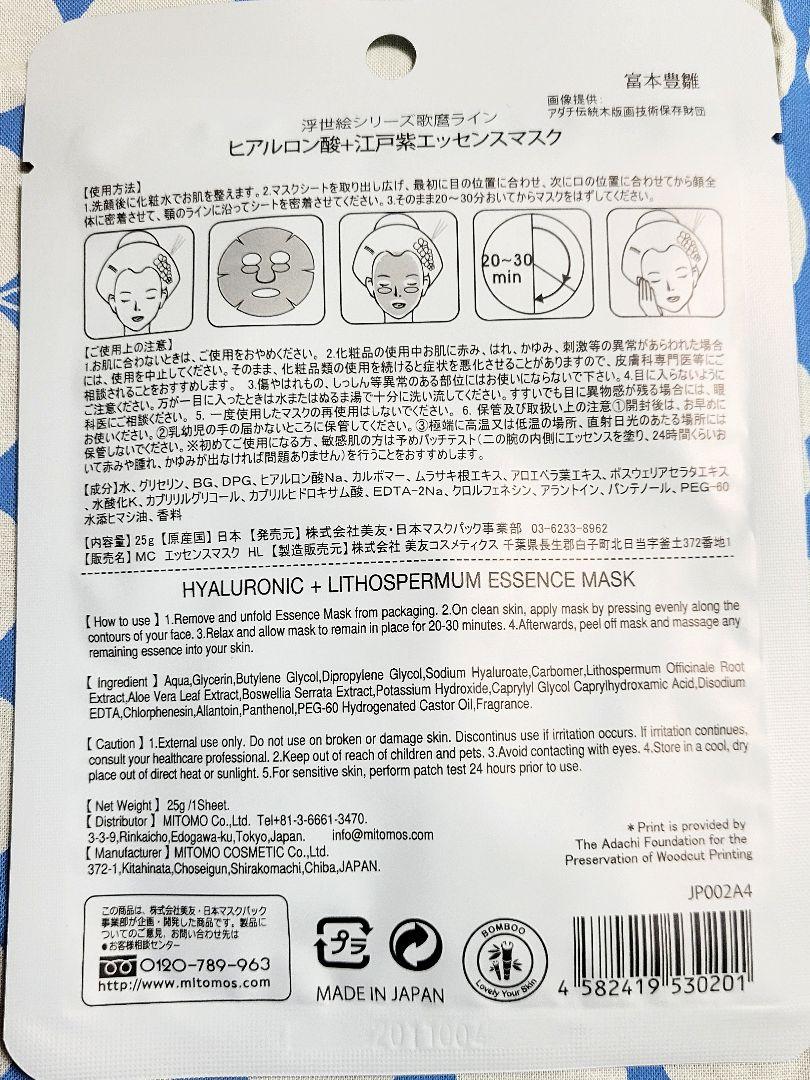 富本豊雛
画像提供:
アダチ伝統木版画技術保存財団
浮世絵シリーズ歌麿ライン
ヒアルロン酸+江戸紫エッセンスマスク
【使用方法】
1.洗顔後に化粧水でお肌を整えます。2.マスクシートを取り出し広げ、最初に目の位置に合わせ、次に口の位置に合わせてから顔全
体に密着させて、顎のラインに沿ってシートを密着させてください。3.そのまま20〜30分おいてからマスクをはずしてください。
20〜30
min
【ご使用上の注意】
1.お肌に合わないときは、ご使用をおやめください。2.化粧品の使用中お肌に赤み、はれ、かゆみ、刺激等の異常があらわれた場合
には、使用を中止してください。そのまま、化粧品類の使用を続けると症状を悪化させることがありますので、皮膚科専門医等にご
相談されることをおすすめします。 3.傷やはれもの、しっしん等異常のある部位にはお使いにならないで下さい。4.目に入らないように
ご注意ください。万が一目に入ったときは水またはぬるま湯で十分に洗い流してください。すすいでも目に異物感が残る場合には、眼
科医にご相談ください。5. 一度使用したマスクの再使用はしないでください。 6. 保管及び取扱い上の注意①開封後は、お早めに
お使いください。②乳幼児の手の届かないところに保管してください。③極端に高温又は低温の場所、直射日光のあたる場所には
保管しないでください。※初めてご使用になる方、敏感肌の方は予めパッチテスト(二の腕の内側にエッセンスを塗り、24時間くらいお
いて赤みや腫れ、かゆみが出なければ問題ありません)を行うことをおすすめします。
【成分】水、グリセリン、BG、DPG、ヒアルロン酸Na、カルボマー、ムラサキ根エキス、アロエベラ葉エキス、ボスウェリアセラタエキス
、水酸化K、カプリリルグリコール、カプリルヒドロキサム酸、EDTA-2Na、クロルフェネシン、アラントイン、パンテノール、PEG-60
水添ヒマシ油、香料
【内容量】25g【原産国】日本【発売元】株式会社美友・日本マスクパック事業部 03-6233-8962
【販売名】MC エッセンスマスク HL【製造販売元】株式会社 美友コスメティクス 千葉県長生郡白子町北日当字釜土372番地1
HYALURONIC + LITHOSPERMUM ESSENCE MASK
【How to use】1.Remove and unfold Essence Mask from packaging. 2.On clean skin, apply mask by pressing evenly along the
contours of your face. 3.Relax and allow mask to remain in place for 20-30 minutes. 4.Afterwards, peel off mask and massage any
remaining essence into your skin.
【Ingredient】Aqua,Glycerin,Butylene Glycol,Dipropylene Glycol,Sodium Hyaluroate,Carbomer,Lithospermum Officinale Root
Extract,Aloe Vera Leaf Extract,Boswellia Serrata Extract,Potassium Hydroxide,Caprylyl Glycol Caprylhydroxamic Acid,Disodium
EDTA,Chlorphenesin,Allantoin,Panthenol,PEG-60 Hydrogenated Castor Oil,Fragrance.
【Caution】1.External use only. Do not use on broken or damage skin. Discontinus use if irritation occurs. If irritation continues,
consult your healthcare professional. 2.Keep out of reach of children and pets. 3.Avoid contacting with eyes. 4.Store in a cool, dry
place out of direct heat or sunlight. 5.For sensitive skin, perform patch test 24 hours prior to use.
【Net Weight】25g /1Sheet.
【Distributor】MITOMO Co.,Ltd. Tel+81-3-6661-3470.
3-3-9,Rinkaicho,Edogawa-ku,Tokyo,Japan. info@mitomos.com
【Manufacturer】MITOMO COSMETIC Co.,Ltd.
372-1,Kitahinata,Choseigun,Shirakomachi,Chiba,JAPAN.
*Print is provided by
The Adachi Foundation for the
Preservation of Woodcut Printing
JP002A4
この商品は、株式会社美友・日本マスクパック
事業部が企画・開発した商品です。製品に
ついてのご意見、お問い合わせ先は
●お客様相談センター
0120-789-963
http://www.mitomos.com
プラ
MADE IN JAPAN
BOMBOO
Lovely Your Skin
4 582419 530201
2011004